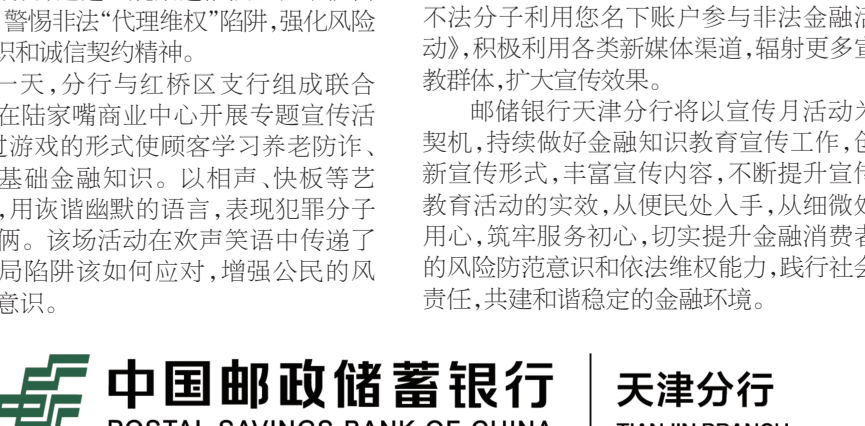 警惕非法“代理维权”陷阱,强化风险
识和诚信契约精神。
一天,分行与红桥区支行组成联合
在陆家嘴商业中心开展专题宣传活
过游戏的形式使顾客学习养老防诈、
基础金融知识。以相声、快板等艺
,用诙谐幽默的语言,表现犯罪分子
俩。该场活动在欢声笑语中传递了
局陷阱该如何应对,增强公民的风
意识。
不法分子利用您名下账户参与非法金融活
动》,积极利用各类新媒体渠道,辐射更多宣
教群体,扩大宣传效果。
邮储银行天津分行将以宣传月活动为
契机,持续做好金融知识教育宣传工作,创
新宣传形式,丰富宣传内容,不断提升宣传
教育活动的实效,从便民处入手,从细微处
用心,筑牢服务初心,切实提升金融消费者
的风险防范意识和依法维权能力,践行社会
责任,共建和谐稳定的金融环境。
中国邮政储蓄银行
POSTAL SAVINGS BANK OF CHINA
天津分行
TIANJIN BRANCH